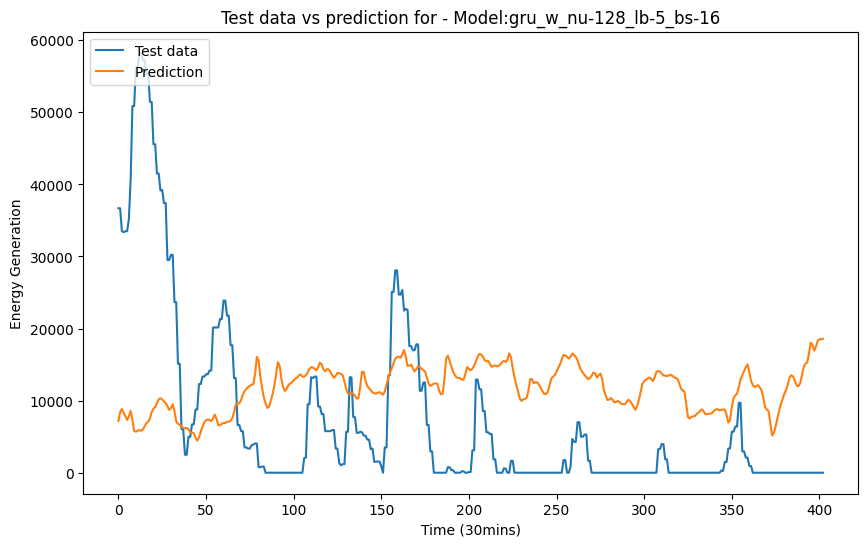 Test data vs prediction for - Model:gru_w_nu-128_lb-5_bs-16
Test data
Prediction
Energy Generation
60000
50000
40000
30000
20000
10000
0
0 50 100 150 200 250 300 350 400
Time (30mins)